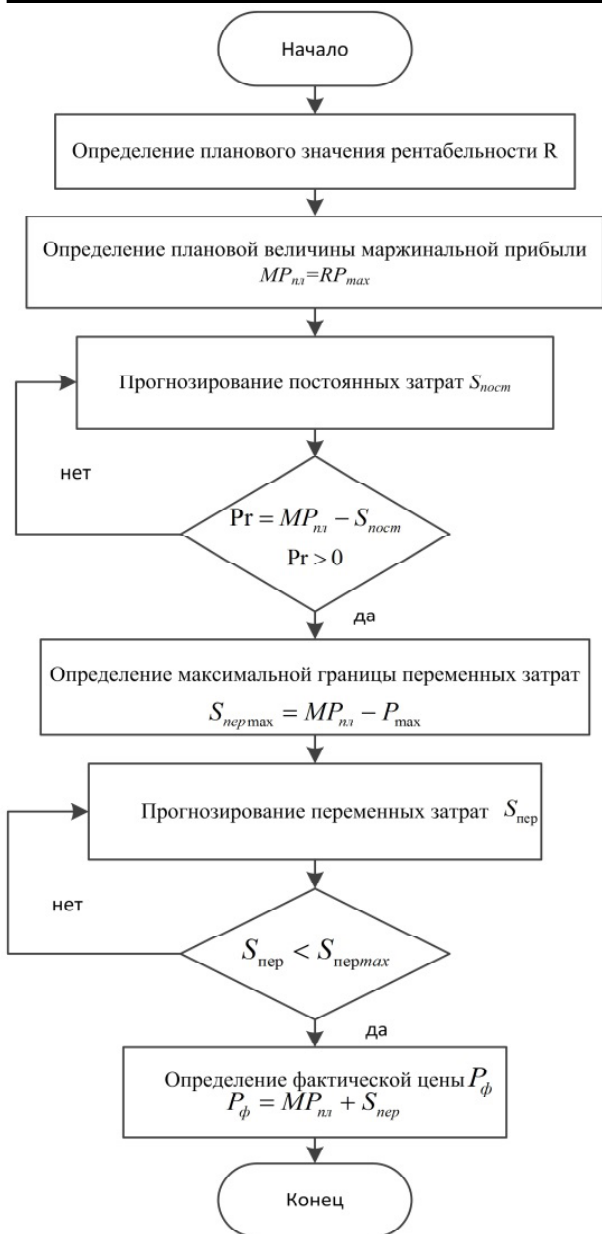 Начало
Определение планового значения рентабельности R
Определение плановой величины маржинальной прибыли
MPпл=RPmax
Прогнозирование постоянных затрат Sпост
нет
Pr = MPпл − Sпост
Pr > 0
да
Определение максимальной границы переменных затрат
Sпер max = MPпл − Pmax
Прогнозирование переменных затрат Sпер
нет
Sпер < Sперmax
да
Определение фактической цены Pф
Pф = MPпл + Sпер
Конец